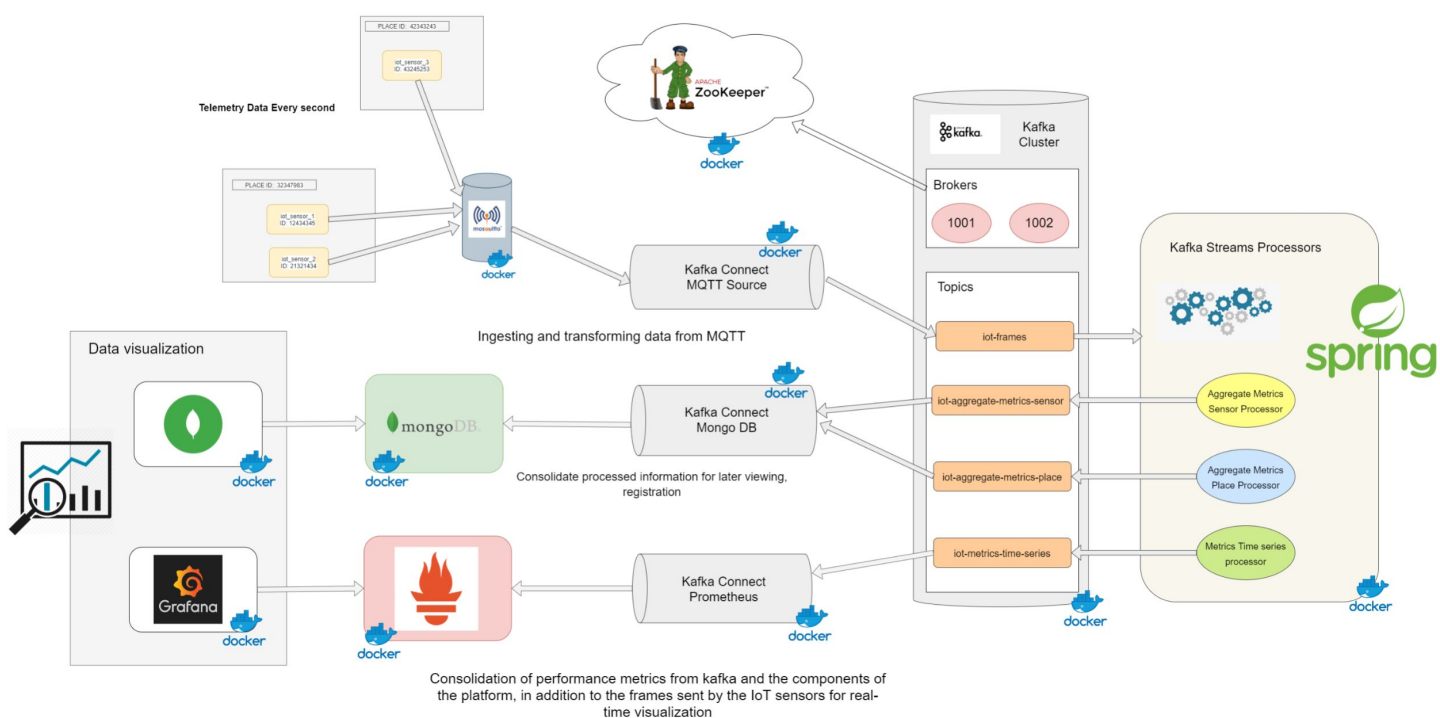 PLACE ID: 42343243
iot_sensor_3
ID: 43245253
Telemetry Data Every second
PLACE ID: 32347983
iot_sensor_1
ID: 12434345
iot_sensor_2
ID: 21321434
mosquitto
docker
APACHE
ZooKeeper™
docker
kafka.
Kafka
Cluster
Brokers
1001
1002
Kafka Connect
MQTT Source
docker
Ingesting and transforming data from MQTT
Topics
iot-frames
iot-aggregate-metrics-sensor
iot-aggregate-metrics-place
iot-metrics-time-series
docker
Kafka Streams Processors
spring
Aggregate Metrics
Sensor Processor
Aggregate Metrics
Place Processor
Metrics Time series
processor
docker
Data visualization
docker
mongoDB.
docker
Kafka Connect
Mongo DB
docker
Consolidate processed information for later viewing,
registration
Grafana
docker
docker
Kafka Connect
Prometheus
docker
Consolidation of performance metrics from kafka and the components of
the platform, in addition to the frames sent by the IoT sensors for real-
time visualization